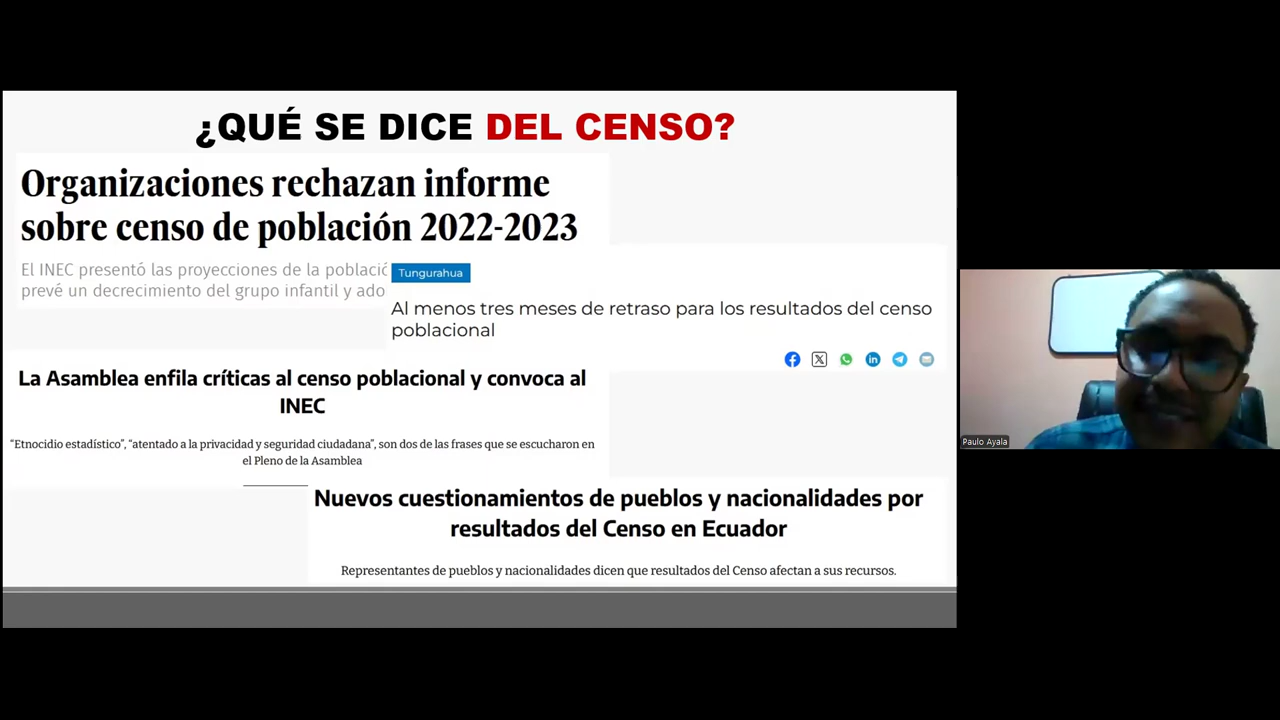 ¿QUÉ SE DICE DEL CENSO?
Organizaciones rechazan informe
sobre censo de población 2022-2023
El INEC presentó las proyecciones de la població
prevé un decrecimiento del grupo infantil y ado
Tungurahua
Al menos tres meses de retraso para los resultados del censo
poblacional
La Asamblea enfila críticas al censo poblacional y convoca al
INEC
“Etnocidio estadístico”, “atentado a la privacidad y seguridad ciudadana”, son dos de las frases que se escucharon en
el Pleno de la Asamblea
Nuevos cuestionamientos de pueblos y nacionalidades por
resultados del Censo en Ecuador
Representantes de pueblos y nacionalidades dicen que resultados del Censo afectan a sus recursos.
Paulo Ayala